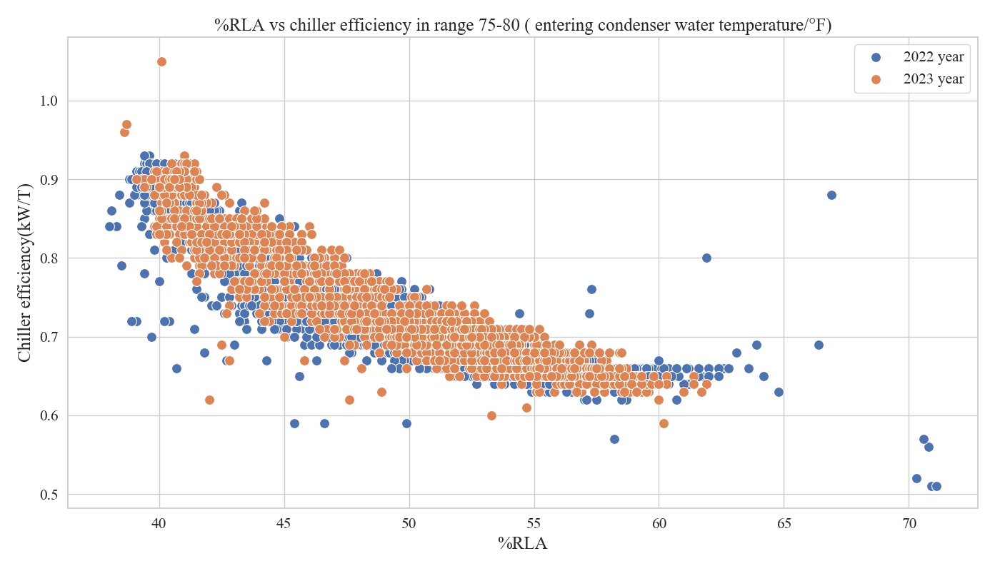 %RLA vs chiller efficiency in range 75-80 ( entering condenser water temperature/°F)
2022 year
2023 year
Chiller efficiency(kW/T)
1.0
0.9
0.8
0.7
0.6
0.5
40 45 50 55 60 65 70
%RLA